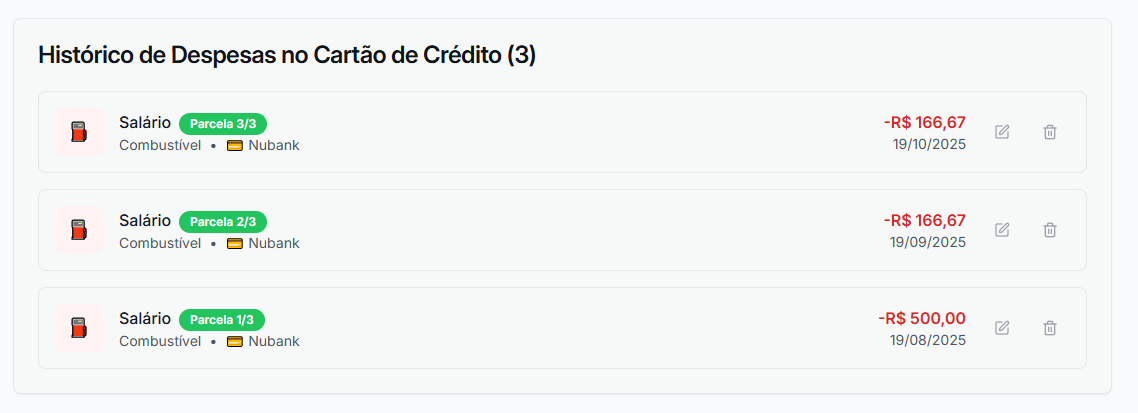 Histórico de Despesas no Cartão de Crédito (3)
Salário Parcela 3/3 -R$ 166,67
Combustível • Nubank 19/10/2025
Salário Parcela 2/3 -R$ 166,67
Combustível • Nubank 19/09/2025
Salário Parcela 1/3 -R$ 500,00
Combustível • Nubank 19/08/2025